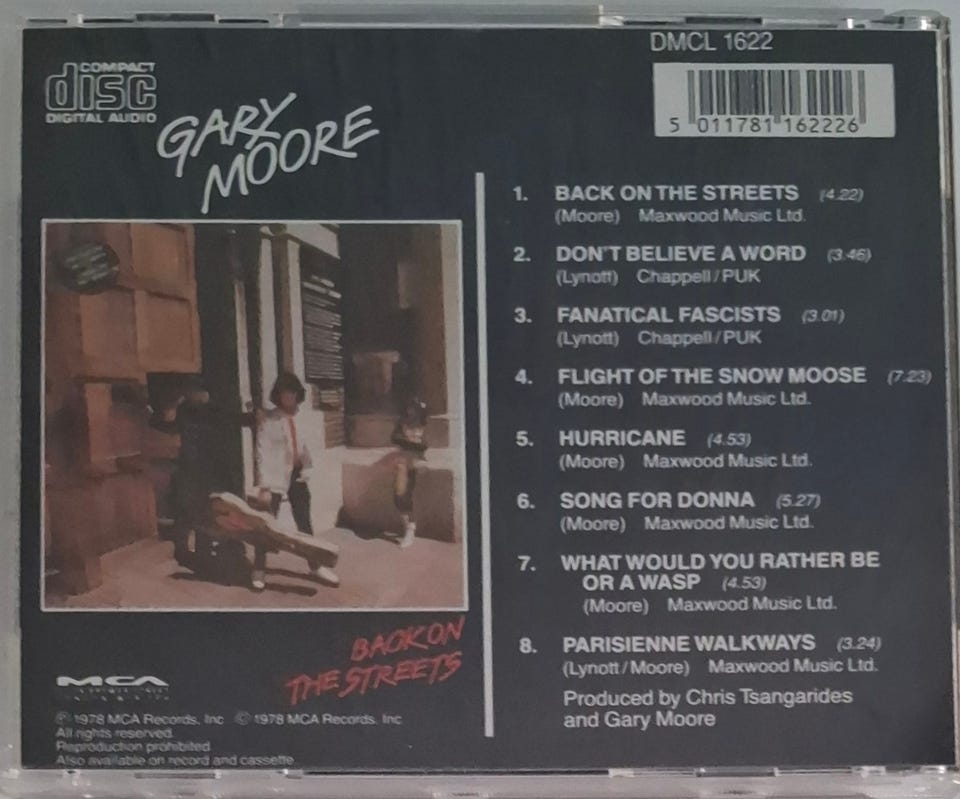 DMCL 1622
COMPACT
disc
DIGITAL AUDIO
5 011781 162226
GARY
MOORE
1. BACK ON THE STREETS (4.22)
(Moore) Maxwood Music Ltd.
2. DON'T BELIEVE A WORD (3.46)
(Lynott) Chappell/PUK
3. FANATICAL FASCISTS (3.01)
(Lynott) Chappell/PUK
4. FLIGHT OF THE SNOW MOOSE (7.23)
(Moore) Maxwood Music Ltd.
5. HURRICANE (4.53)
(Moore) Maxwood Music Ltd.
6. SONG FOR DONNA (5.27)
(Moore) Maxwood Music Ltd.
7. WHAT WOULD YOU RATHER BE
OR A WASP (4.53)
(Moore) Maxwood Music Ltd.
8. PARISIENNE WALKWAYS (3.24)
(Lynott/Moore) Maxwood Music Ltd.
Produced by Chris Tsangarides
and Gary Moore
BACK ON
THE STREETS
MCA
℗ 1978 MCA Records, Inc © 1978 MCA Records. Inc
All rights reserved.
Reproduction prohibited
Also available on record and cassette